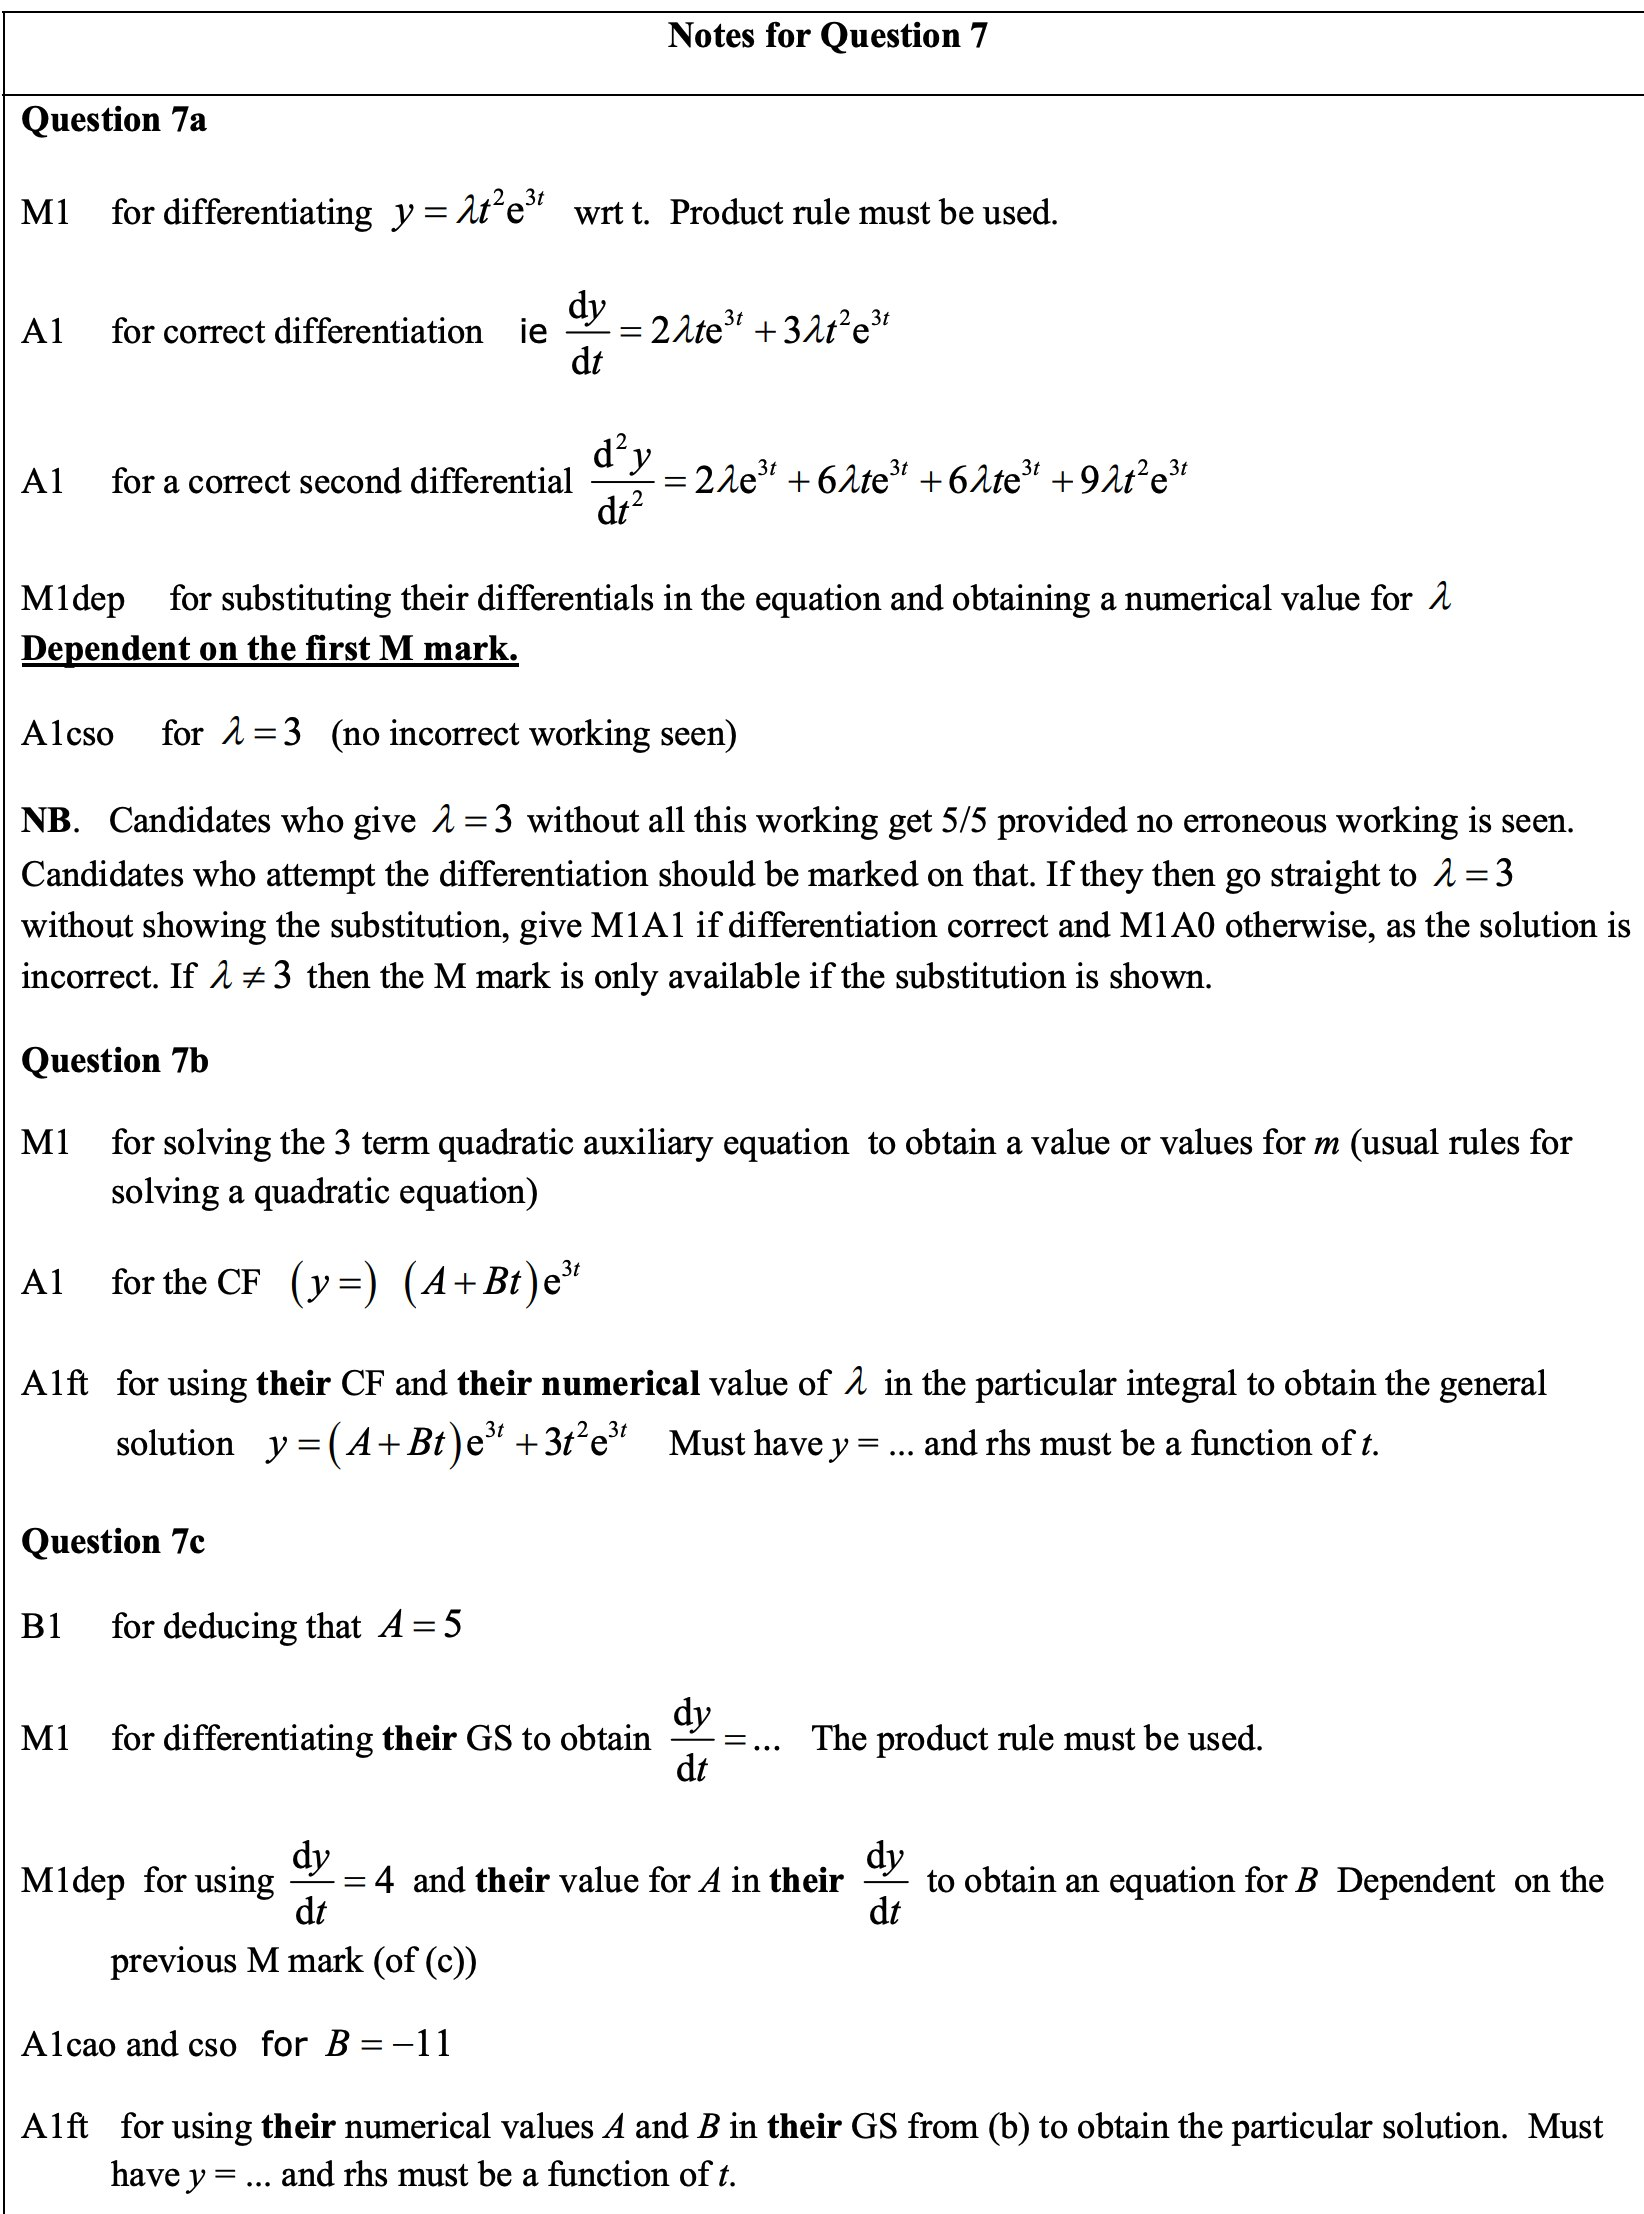 Notes for Question 7
Question 7a
M1 for differentiating y = λt²e³ᵗ wrt t. Product rule must be used.
A1 for correct differentiation ie dy/dt = 2λte³ᵗ + 3λt²e³ᵗ
A1 for a correct second differential d²y/dt² = 2λe³ᵗ + 6λte³ᵗ + 6λte³ᵗ + 9λt²e³ᵗ
M1dep for substituting their differentials in the equation and obtaining a numerical value for λ
Dependent on the first M mark.
A1cso for λ = 3 (no incorrect working seen)
NB. Candidates who give λ = 3 without all this working get 5/5 provided no erroneous working is seen.
Candidates who attempt the differentiation should be marked on that. If they then go straight to λ = 3
without showing the substitution, give M1A1 if differentiation correct and M1A0 otherwise, as the solution is
incorrect. If λ ≠ 3 then the M mark is only available if the substitution is shown.
Question 7b
M1 for solving the 3 term quadratic auxiliary equation to obtain a value or values for m (usual rules for
solving a quadratic equation)
A1 for the CF (y =) (A + Bt)e³ᵗ
A1ft for using their CF and their numerical value of λ in the particular integral to obtain the general
solution y = (A + Bt)e³ᵗ + 3t²e³ᵗ Must have y = ... and rhs must be a function of t.
Question 7c
B1 for deducing that A = 5
M1 for differentiating their GS to obtain dy/dt = ... The product rule must be used.
M1dep for using dy/dt = 4 and their value for A in their dy/dt to obtain an equation for B Dependent on the
previous M mark (of (c))
A1cao and cso for B = −11
A1ft for using their numerical values A and B in their GS from (b) to obtain the particular solution. Must
have y = ... and rhs must be a function of t.